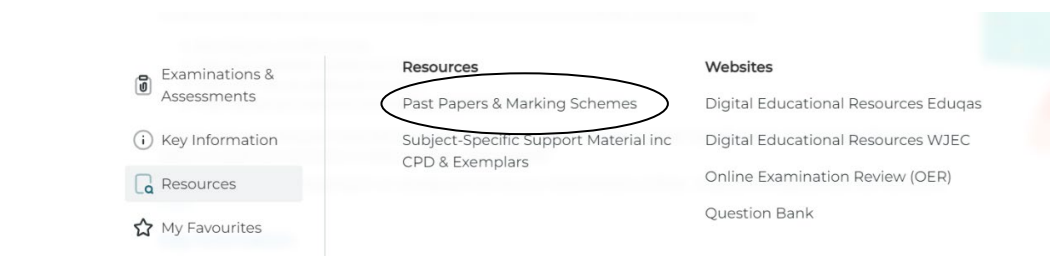 Examinations &
Assessments
Key Information
Resources
My Favourites
Resources
Past Papers & Marking Schemes
Subject-Specific Support Material inc
CPD & Exemplars
Websites
Digital Educational Resources Eduqas
Digital Educational Resources WJEC
Online Examination Review (OER)
Question Bank